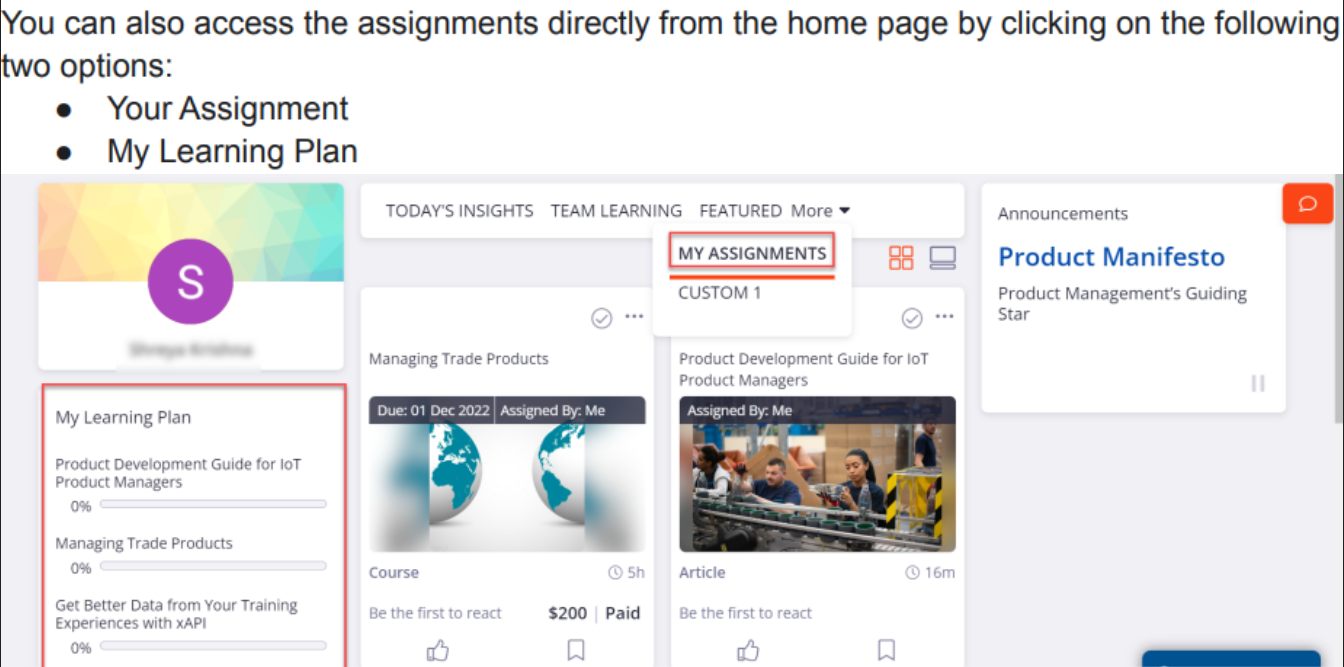 You can also access the assignments directly from the home page by clicking on the following
two options:
● Your Assignment
● My Learning Plan
TODAY'S INSIGHTS TEAM LEARNING FEATURED More
MY ASSIGNMENTS
CUSTOM 1
S
My Learning Plan
Product Development Guide for IoT
Product Managers
0%
Managing Trade Products
0%
Get Better Data from Your Training
Experiences with xAPI
0%
Managing Trade Products
Due: 01 Dec 2022 Assigned By: Me
Course 5h
Be the first to react $200 | Paid
Product Development Guide for IoT
Product Managers
Assigned By: Me
Article 16m
Be the first to react
Announcements
Product Manifesto
Product Management's Guiding
Star